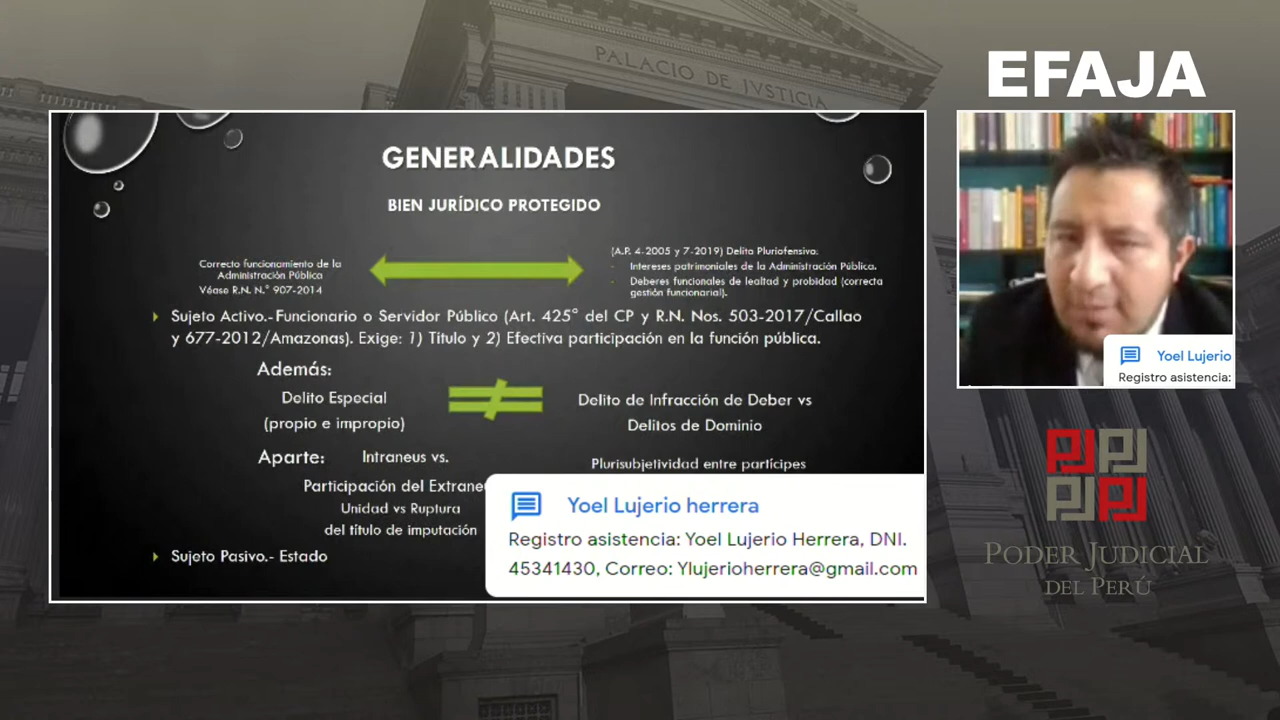 PALACIO DE JVSTICIA
EFAJA
GENERALIDADES
BIEN JURÍDICO PROTEGIDO
Correcto funcionamiento de la
Administración Pública
Véase R.N. N.° 907-2014
(A.P. 4-2005 y 7-2019) Delito Pluriofensivo:
- Intereses patrimoniales de la Administración Pública.
- Deberes funcionales de lealtad y probidad (correcta
gestión funcionarial).
Sujeto Activo.- Funcionario o Servidor Público (Art. 425° del CP y R.N. Nos. 503-2017/Callao
y 677-2012/Amazonas). Exige: 1) Título y 2) Efectiva participación en la función pública.
Además:
Delito Especial
(propio e impropio)
Delito de Infracción de Deber vs
Delitos de Dominio
Aparte: Intraneus vs.
Participación del Extraneu
Unidad vs Ruptura
del título de imputación
Plurisubjetividad entre partícipes
Sujeto Pasivo.- Estado
Yoel Lujerio herrera
Registro asistencia: Yoel Lujerio Herrera, DNI.
45341430, Correo: Ylujerioherrera@gmail.com
Yoel Lujerio
Registro asistencia:
PJ PJ
PJ PJ
PODER JUDICIAL
DEL PERÚ